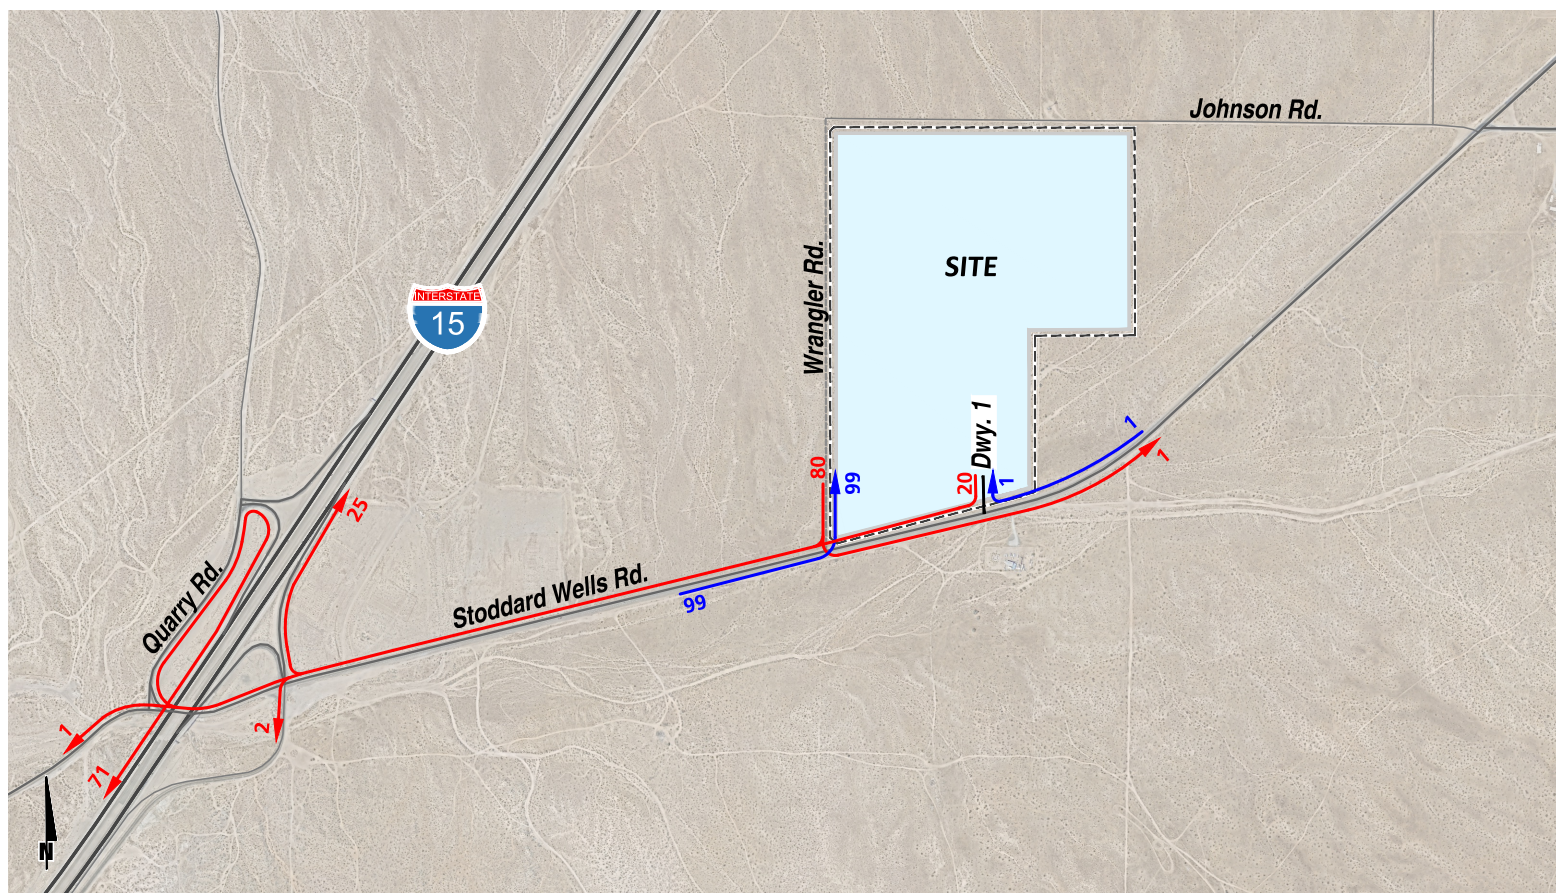 Johnson Rd.
Wrangler Rd.
SITE
INTERSTATE
15
Dwy. 1
1
1
80
99
20
1
25
Quarry Rd.
Stoddard Wells Rd.
99
1
2
71
N